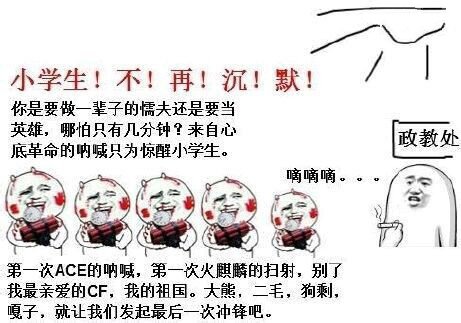 小学生！不！再！沉！默！
你是要做一辈子的懦夫还是要当
英雄，哪怕只有几分钟？来自心
底革命的呐喊只为惊醒小学生。
政教处
嘀嘀嘀。。。
第一次ACE的呐喊，第一次火麒麟的扫射，别了
我最亲爱的CF，我的祖国。大熊，二毛，狗剩，
嘎子，就让我们发起最后一次冲锋吧。